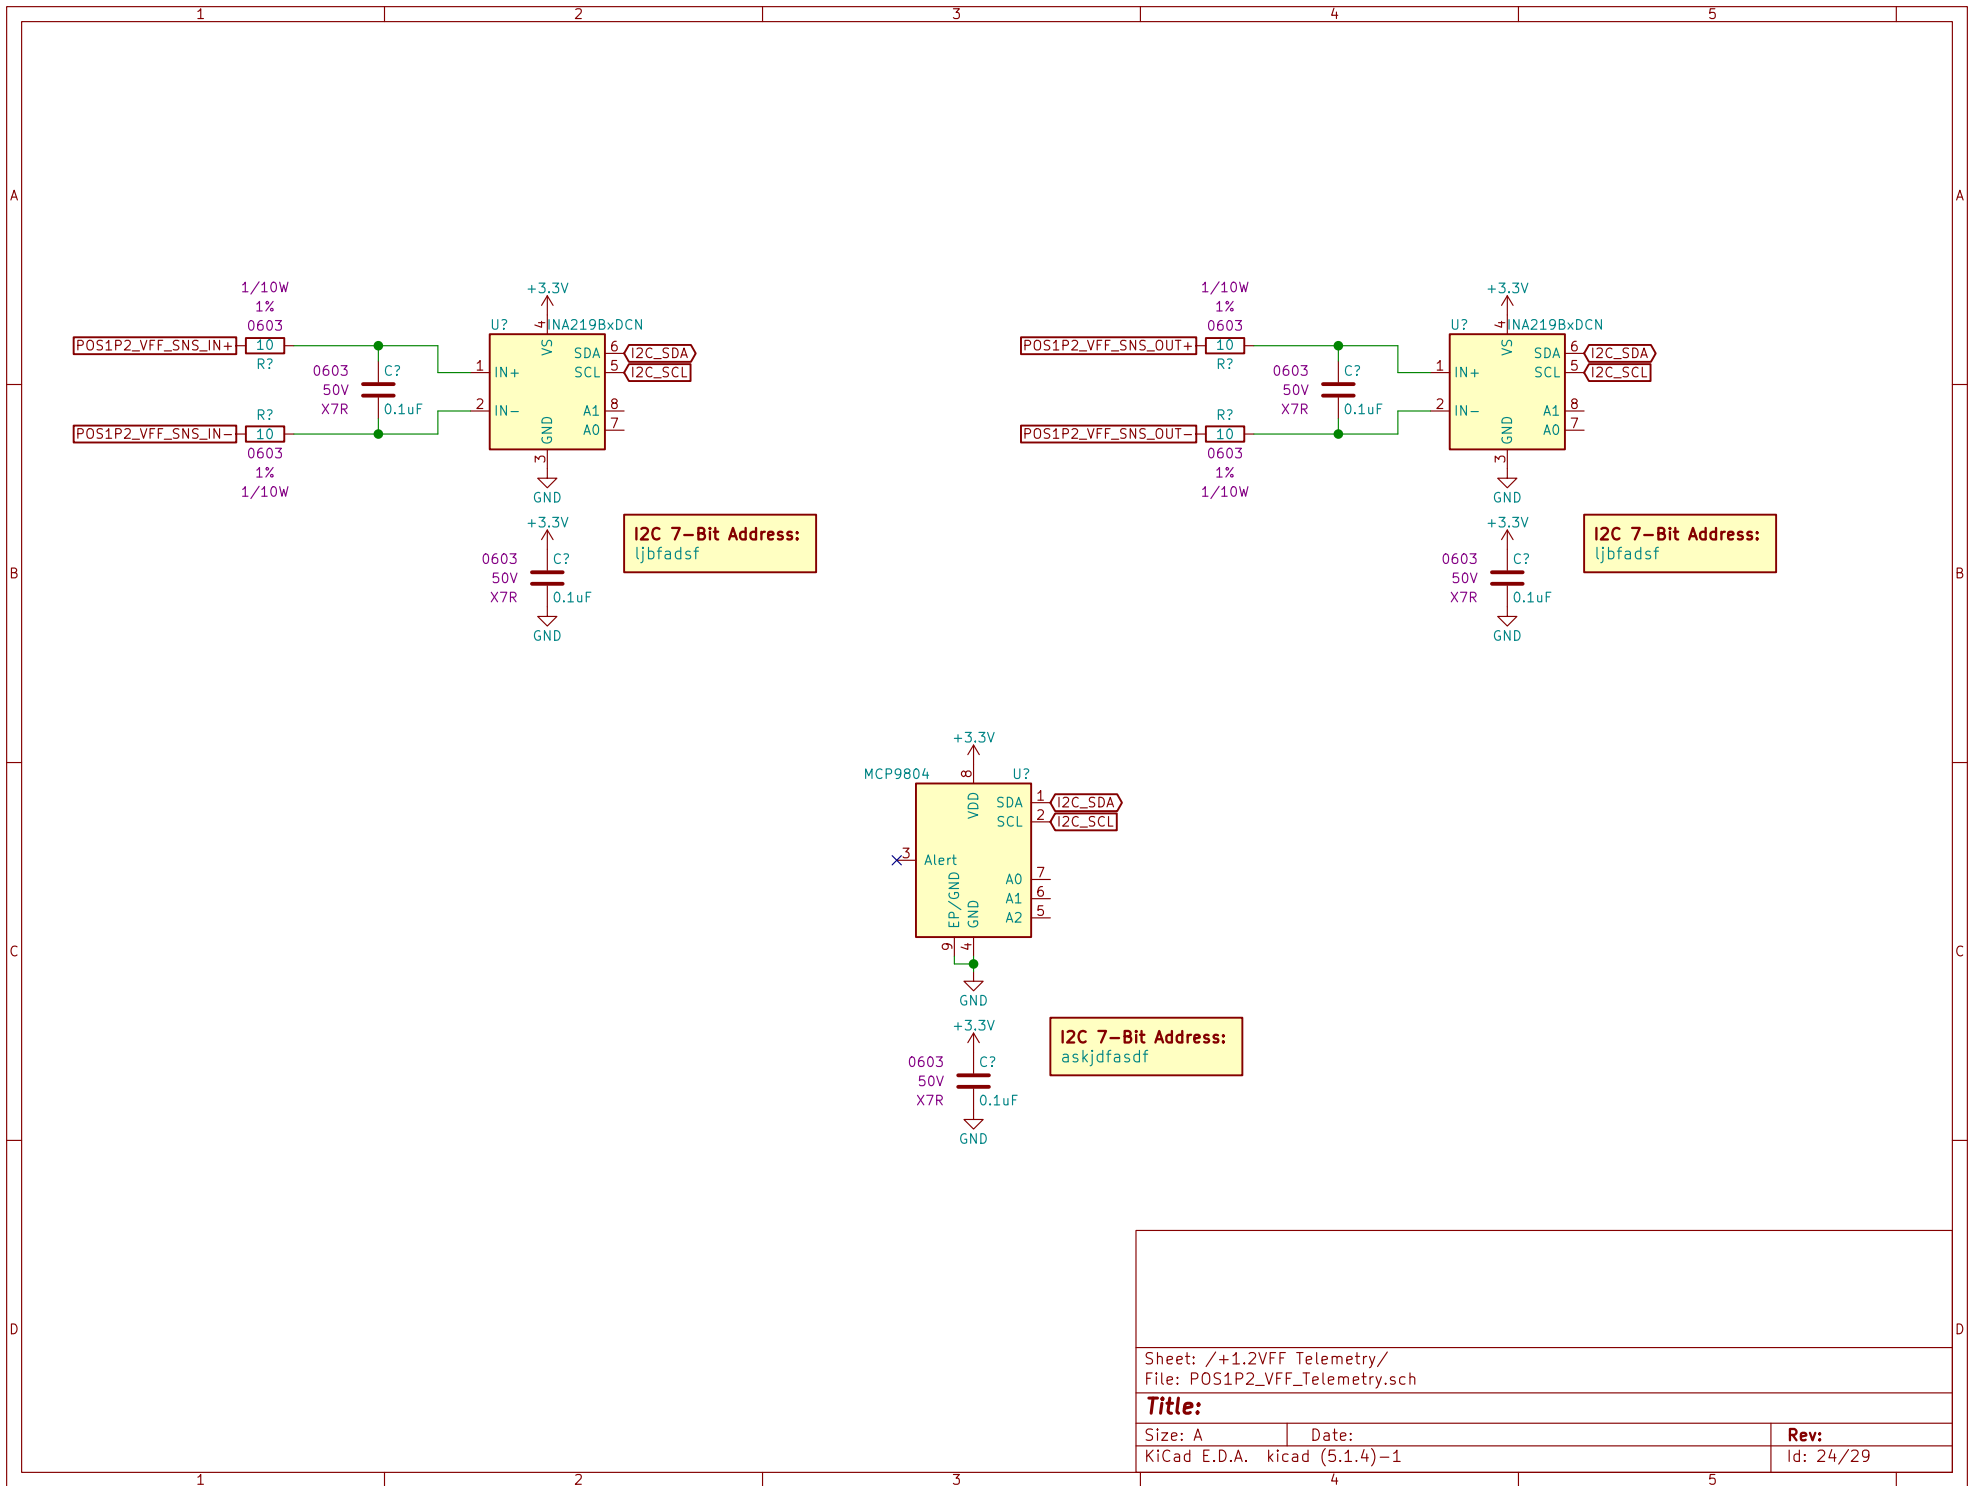 1 2 3 4 5
A A
B B
C C
D D
1/10W
1%
0603
POS1P2_VFF_SNS_IN+ 10
R?
0603 C?
50V
X7R 0.1uF
R?
POS1P2_VFF_SNS_IN- 10
0603
1%
1/10W
+3.3V
U? 4 INA219BxDCN
VS
SDA 6 I2C_SDA
1 IN+ SCL 5 I2C_SCL
2 IN- A1 8
A0 7
GND
3
GND
+3.3V
0603 C?
50V
X7R 0.1uF
GND
I2C 7-Bit Address:
ljbfadsf
1/10W
1%
0603
POS1P2_VFF_SNS_OUT+ 10
R?
0603 C?
50V
X7R 0.1uF
R?
POS1P2_VFF_SNS_OUT- 10
0603
1%
1/10W
+3.3V
U? 4 INA219BxDCN
VS
SDA 6 I2C_SDA
1 IN+ SCL 5 I2C_SCL
2 IN- A1 8
A0 7
GND
3
GND
+3.3V
0603 C?
50V
X7R 0.1uF
GND
I2C 7-Bit Address:
ljbfadsf
+3.3V
MCP9804 8 U?
VDD
SDA 1 I2C_SDA
SCL 2 I2C_SCL
3 Alert
A0 7
A1 6
A2 5
EP/GND GND
9 4
GND
+3.3V
0603 C?
50V
X7R 0.1uF
GND
I2C 7-Bit Address:
askjdfasdf
Sheet: /+1.2VFF Telemetry/
File: POS1P2_VFF_Telemetry.sch
Title:
Size: A Date: Rev:
KiCad E.D.A. kicad (5.1.4)-1 Id: 24/29
1 2 3 4 5